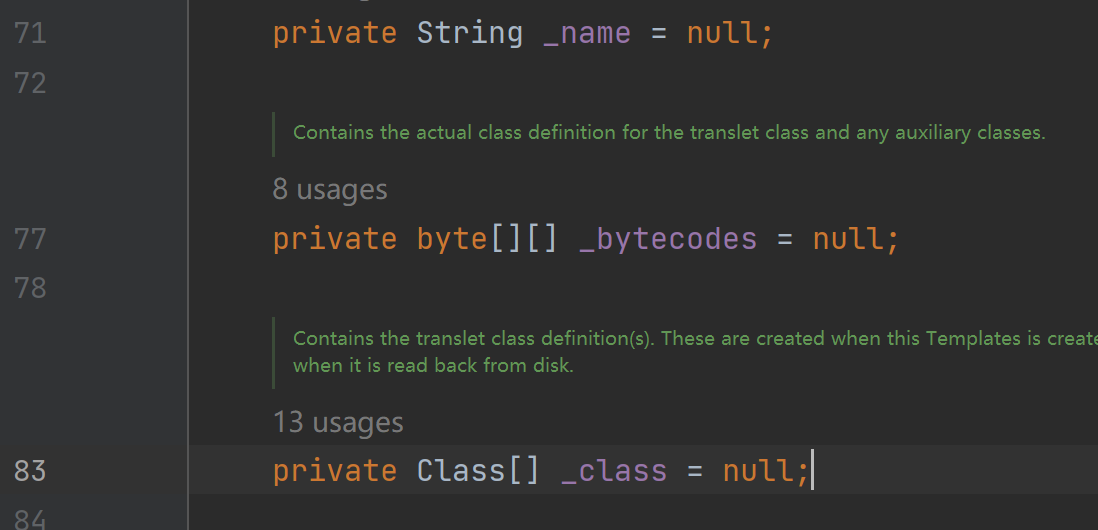 71 private String _name = null;
72
Contains the actual class definition for the translet class and any auxiliary classes.
8 usages
77 private byte[][] _bytecodes = null;
78
Contains the translet class definition(s). These are created when this Templates is create
when it is read back from disk.
13 usages
83 private Class[] _class = null;
84